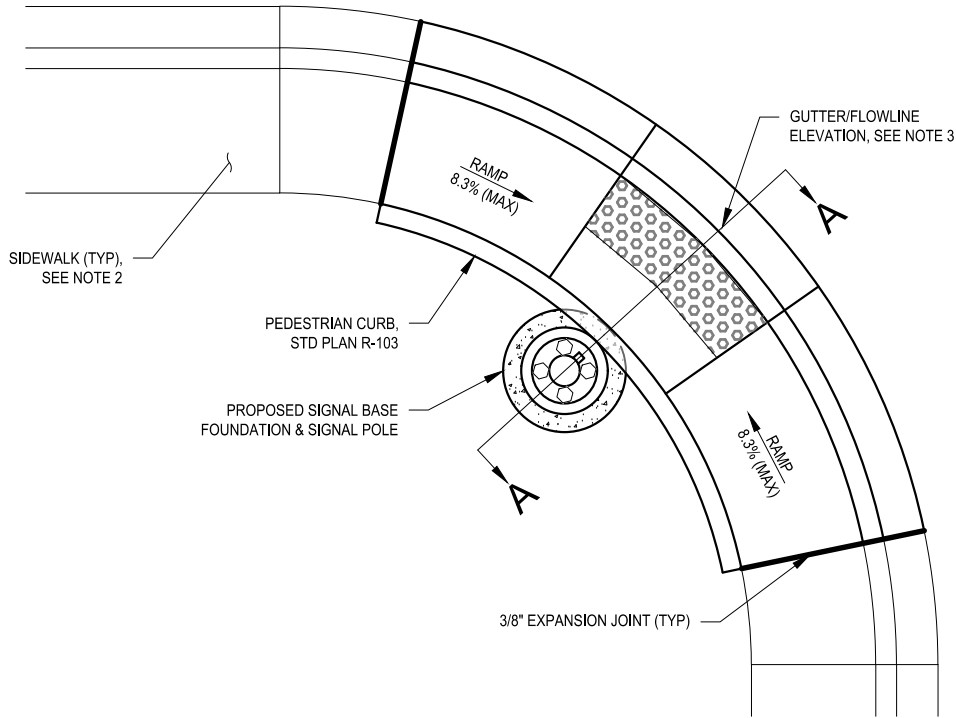 GUTTER/FLOWLINE
ELEVATION, SEE NOTE 3
RAMP
8.3% (MAX)
A
SIDEWALK (TYP),
SEE NOTE 2
PEDESTRIAN CURB,
STD PLAN R-103
PROPOSED SIGNAL BASE
FOUNDATION & SIGNAL POLE
RAMP
8.3% (MAX)
A
3/8" EXPANSION JOINT (TYP)